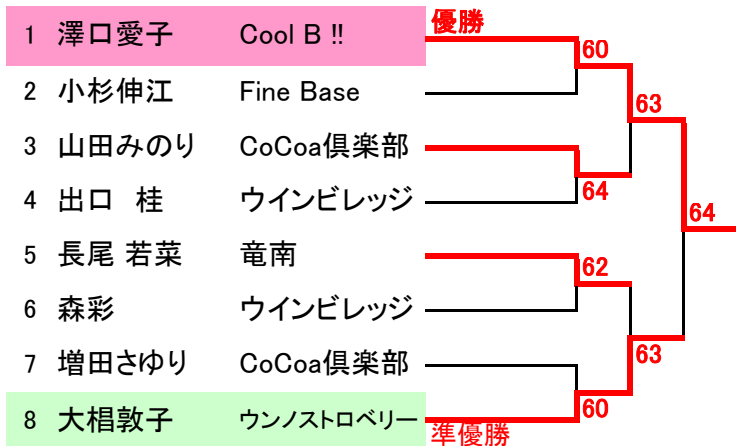 優勝
1 澤口愛子 Cool B !! 60
2 小杉伸江 Fine Base 63
3 山田みのり CoCoa倶楽部
4 出口 桂 ウインビレッジ 64 64
5 長尾 若菜 竜南 62
6 森彩 ウインビレッジ
7 増田さゆり CoCoa倶楽部 63
8 大椙敦子 ウンノストロベリー 60
準優勝